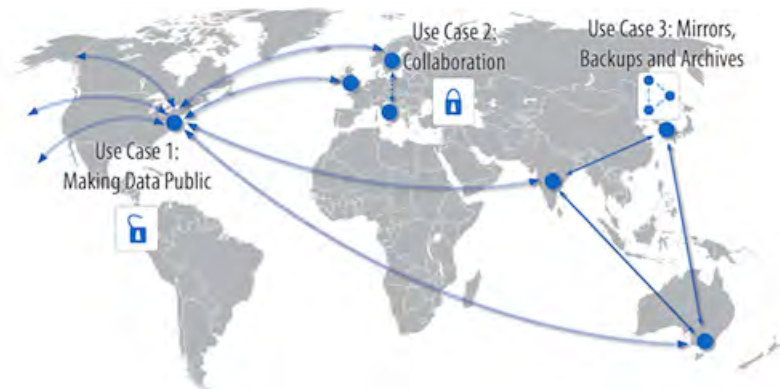 Use Case 2:
Collaboration
Use Case 3: Mirrors,
Backups and Archives
Use Case 1:
Making Data Public